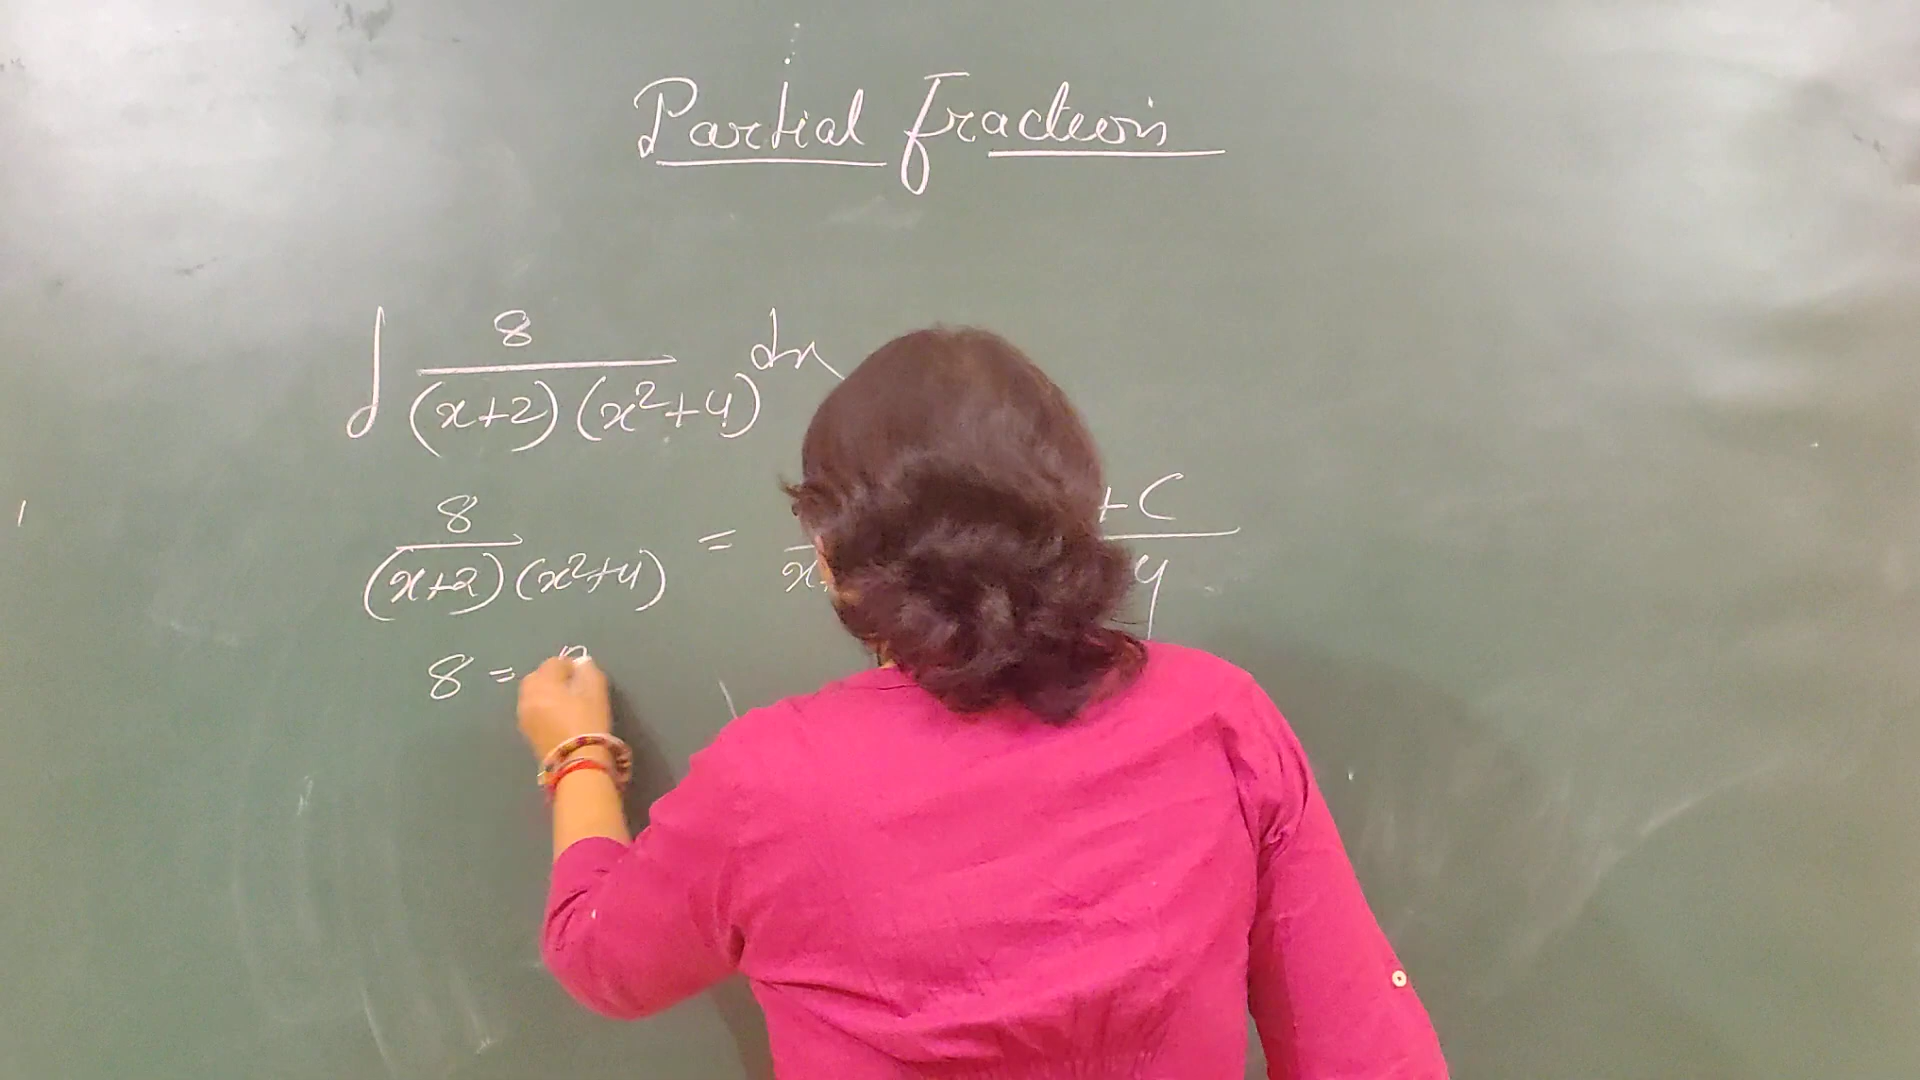 Partial fractions
∫ 8 / (x+2)(x²+4) dx
8 / (x+2)(x²+4) = +C
8 =